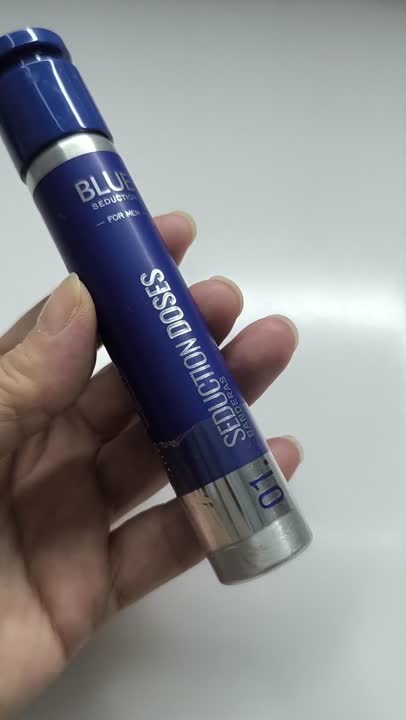 BLUE
SEDUCTION
— FOR MEN —
SEDUCTION DOSES
BANDERAS
01.